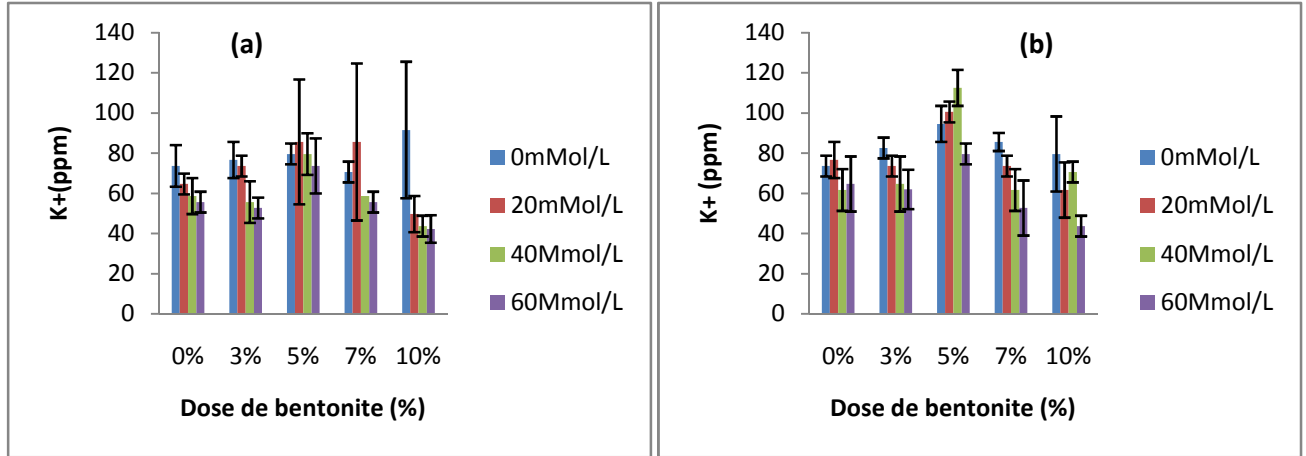 (a)
K+(ppm)
140
120
100
80
60
40
20
0
0% 3% 5% 7% 10%
Dose de bentonite (%)
0mMol/L
20mMol/L
40Mmol/L
60Mmol/L
(b)
K+ (ppm)
140
120
100
80
60
40
20
0
0% 3% 5% 7% 10%
Dose de bentonite (%)
0mMol/L
20mMol/L
40Mmol/L
60Mmol/L